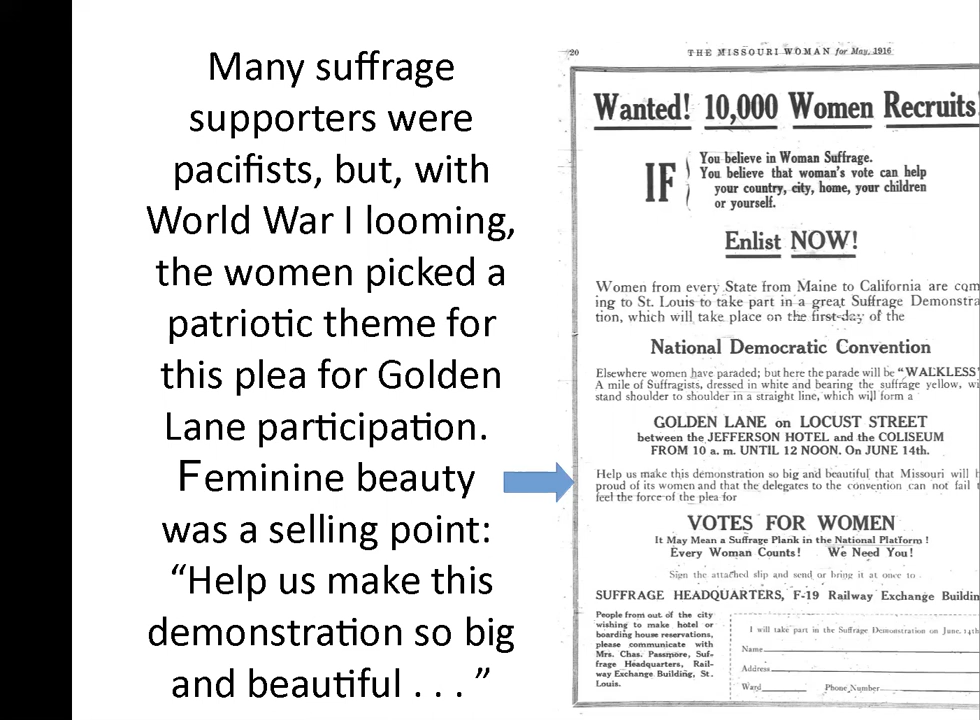 Many suffrage
supporters were
pacifists, but, with
World War I looming,
the women picked a
patriotic theme for
this plea for Golden
Lane participation.
Feminine beauty
was a selling point:
“Help us make this
demonstration so big
and beautiful . . . ”
20 THE MISSOURI WOMAN for May, 1916
Wanted! 10,000 Women Recruits!
IF
You believe in Woman Suffrage.
You believe that woman's vote can help
your country, city, home, your children
or yourself.
Enlist NOW!
Women from every State from Maine to California are com
ing to St. Louis to take part in a great Suffrage Demonstra
tion, which will take place on the first day of the
National Democratic Convention
Elsewhere women have paraded; but here the parade will be "WALKLESS"
A mile of Suffragists, dressed in white and bearing the suffrage yellow, wi
stand shoulder to shoulder in a straight line, which will form a
GOLDEN LANE on LOCUST STREET
between the JEFFERSON HOTEL and the COLISEUM
FROM 10 a. m. UNTIL 12 NOON. On JUNE 14th.
Help us make this demonstration so big and beautiful that Missouri will
proud of its women and that the delegates to the convention can not fail
feel the force of the plea for
VOTES FOR WOMEN
It May Mean a Suffrage Plank in the National Platform !
Every Woman Counts! We Need You!
Sign the attached slip and send or bring it at once to
SUFFRAGE HEADQUARTERS, F-19 Railway Exchange Buildin
People from out of the city
wishing to make hotel or
boarding house reservations,
please communicate with
Mrs. Chas. Passmore, Suf-
frage Headquarters, Rail-
way Exchange Building, St.
Louis.
I will take part in the Suffrage Demonstration on June. 14th
Name
Address
Ward Phone Number